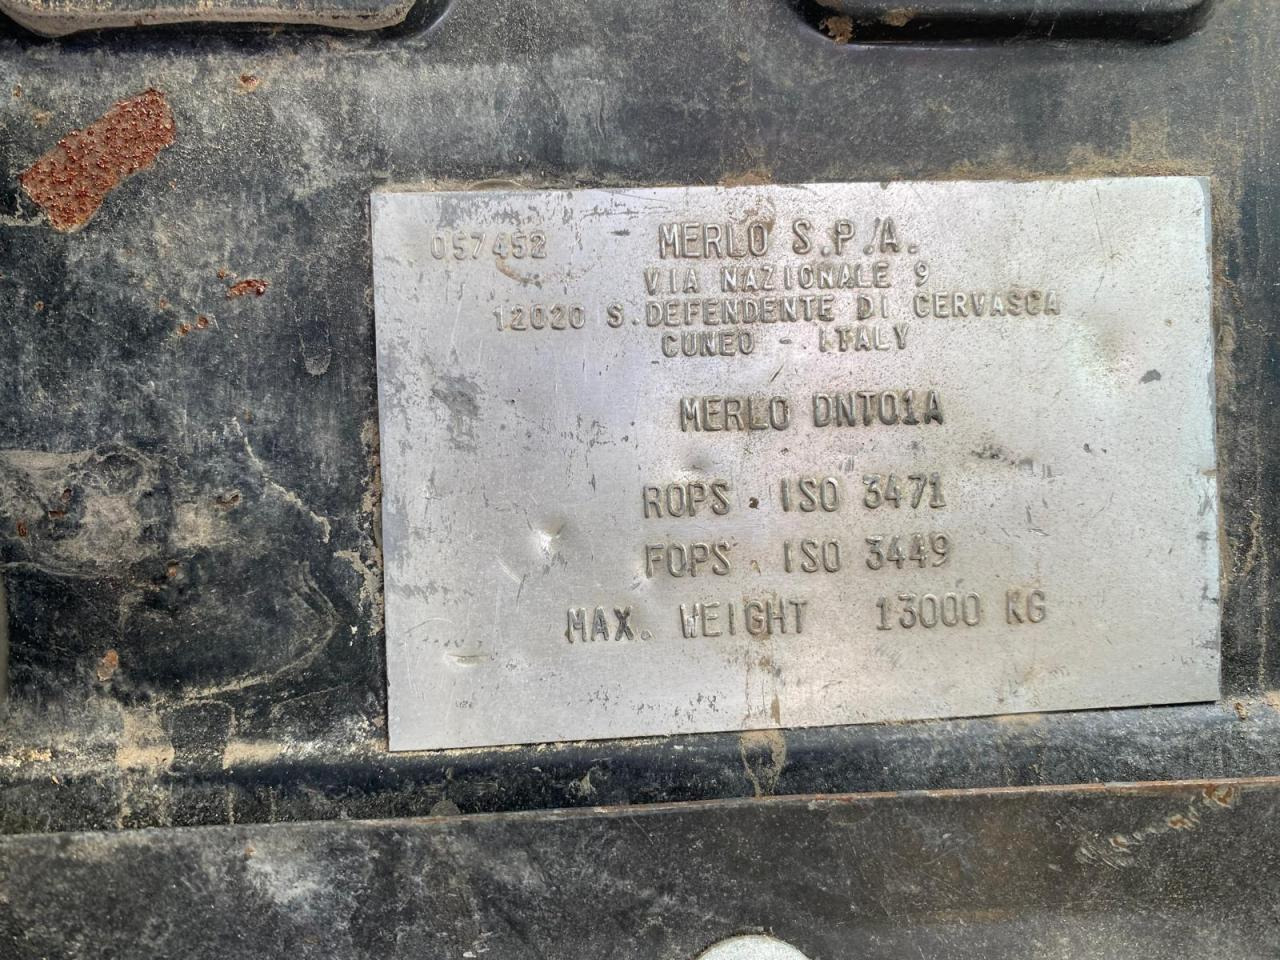 057452 MERLO S.P.A.
VIA NAZIONALE 9
12020 S.DEFENDENTE DI CERVASCA
CUNEO - ITALY
MERLO DNT01A
ROPS ISO 3471
FOPS ISO 3449
MAX. WEIGHT 13000 KG